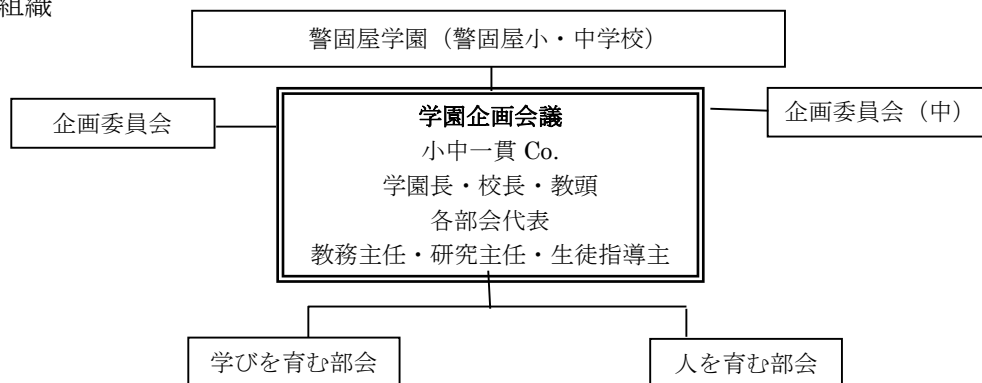 組織
警固屋学園（警固屋小・中学校）
企画委員会
学園企画会議
小中一貫 Co.
学園長・校長・教頭
各部会代表
教務主任・研究主任・生徒指導主
企画委員会（中）
学びを育む部会
人を育む部会